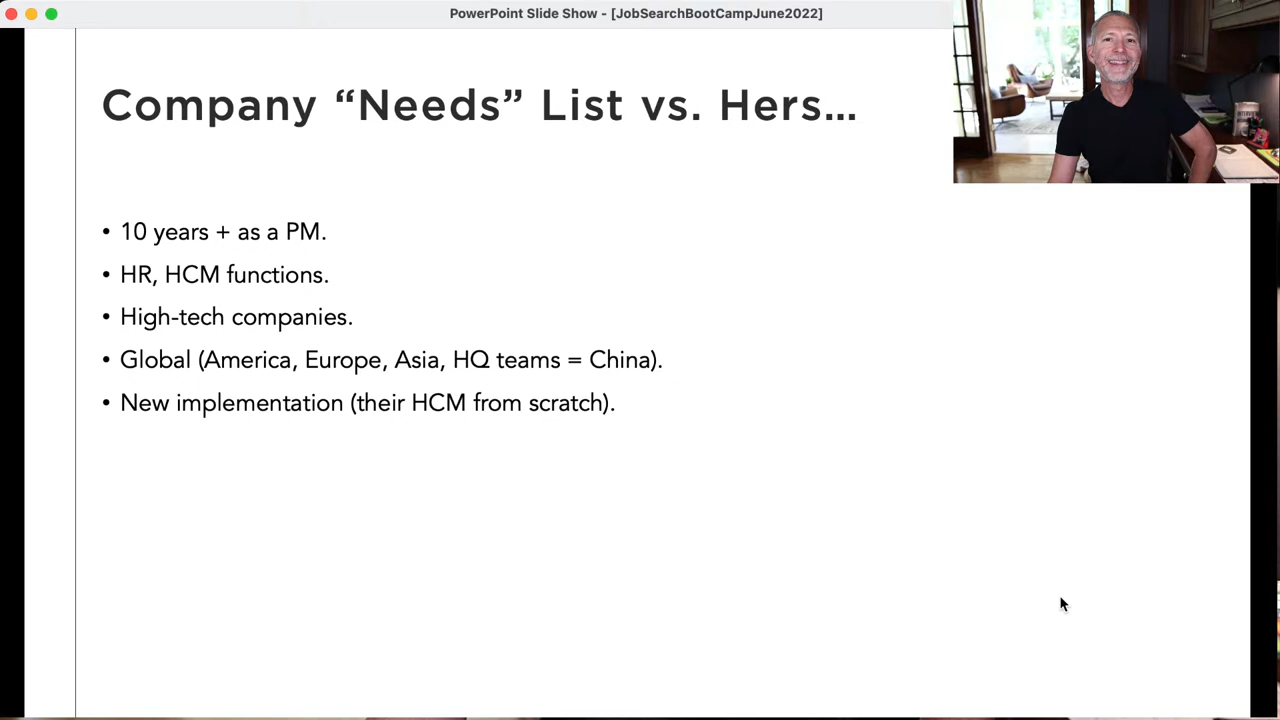 PowerPoint Slide Show - [JobSearchBootCampJune2022]
Company “Needs” List vs. Hers...
• 10 years + as a PM.
• HR, HCM functions.
• High-tech companies.
• Global (America, Europe, Asia, HQ teams = China).
• New implementation (their HCM from scratch).